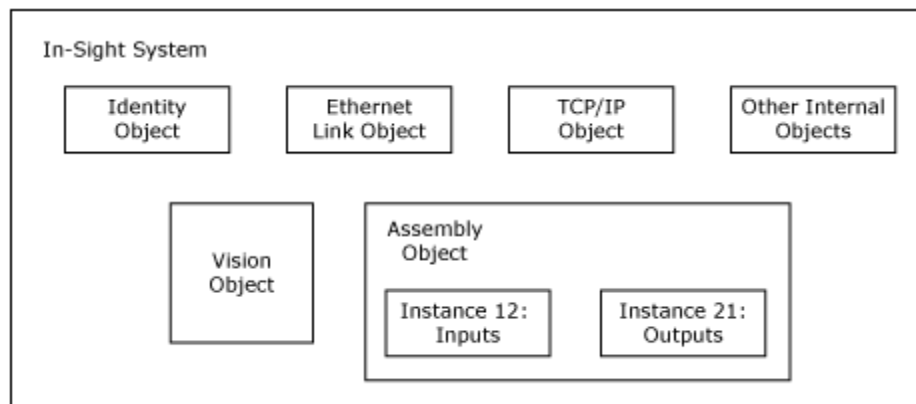 In-Sight System
Identity
Object
Ethernet
Link Object
TCP/IP
Object
Other Internal
Objects
Vision
Object
Assembly
Object
Instance 12:
Inputs
Instance 21:
Outputs